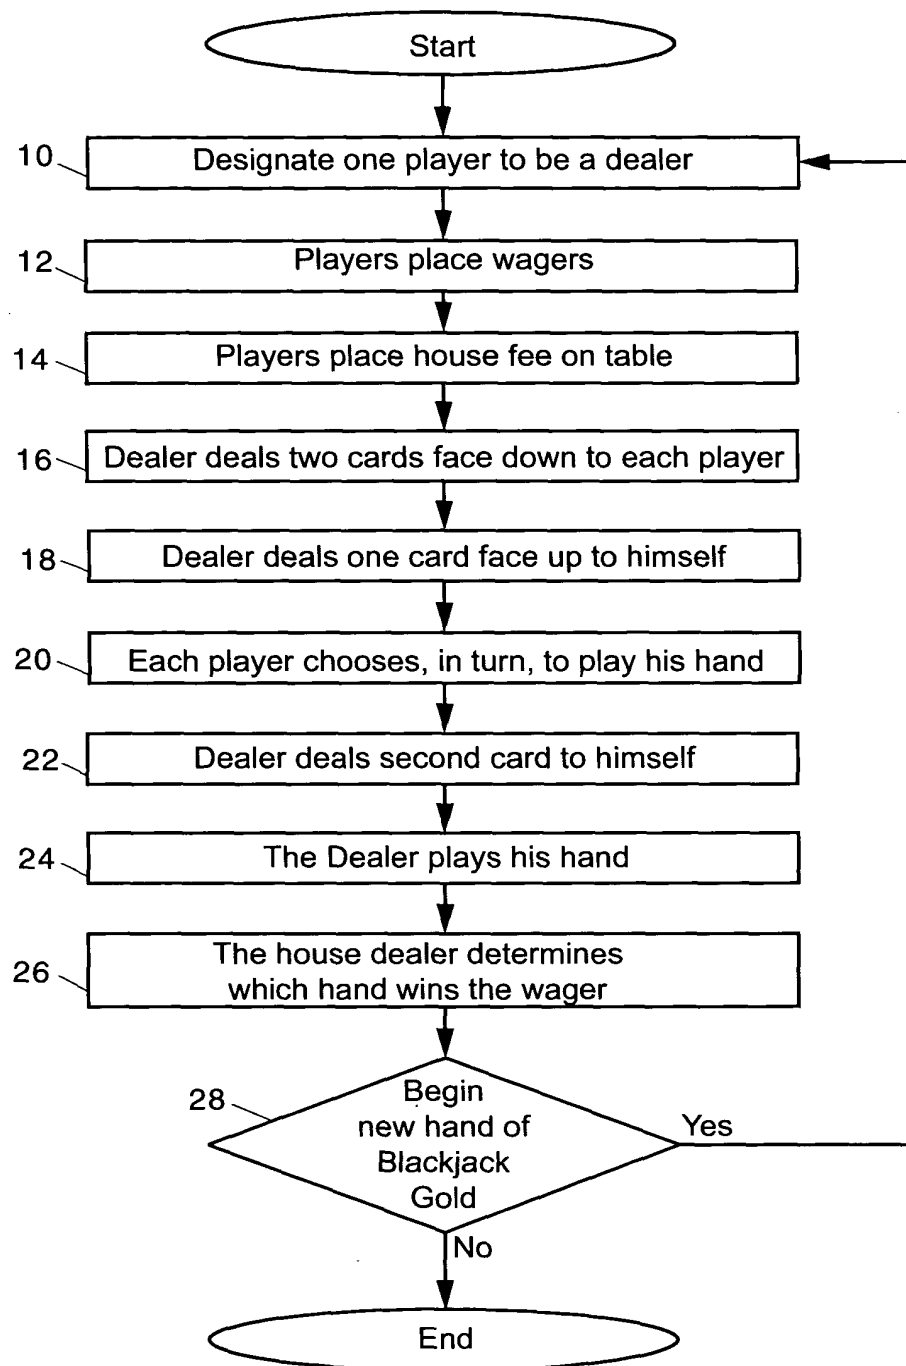 Start
10
Designate one player to be a dealer
12
Players place wagers
14
Players place house fee on table
16
Dealer deals two cards face down to each player
18
Dealer deals one card face up to himself
20
Each player chooses, in turn, to play his hand
22
Dealer deals second card to himself
24
The Dealer plays his hand
26
The house dealer determines
which hand wins the wager
28
Begin
new hand of
Blackjack
Gold
Yes
No
End